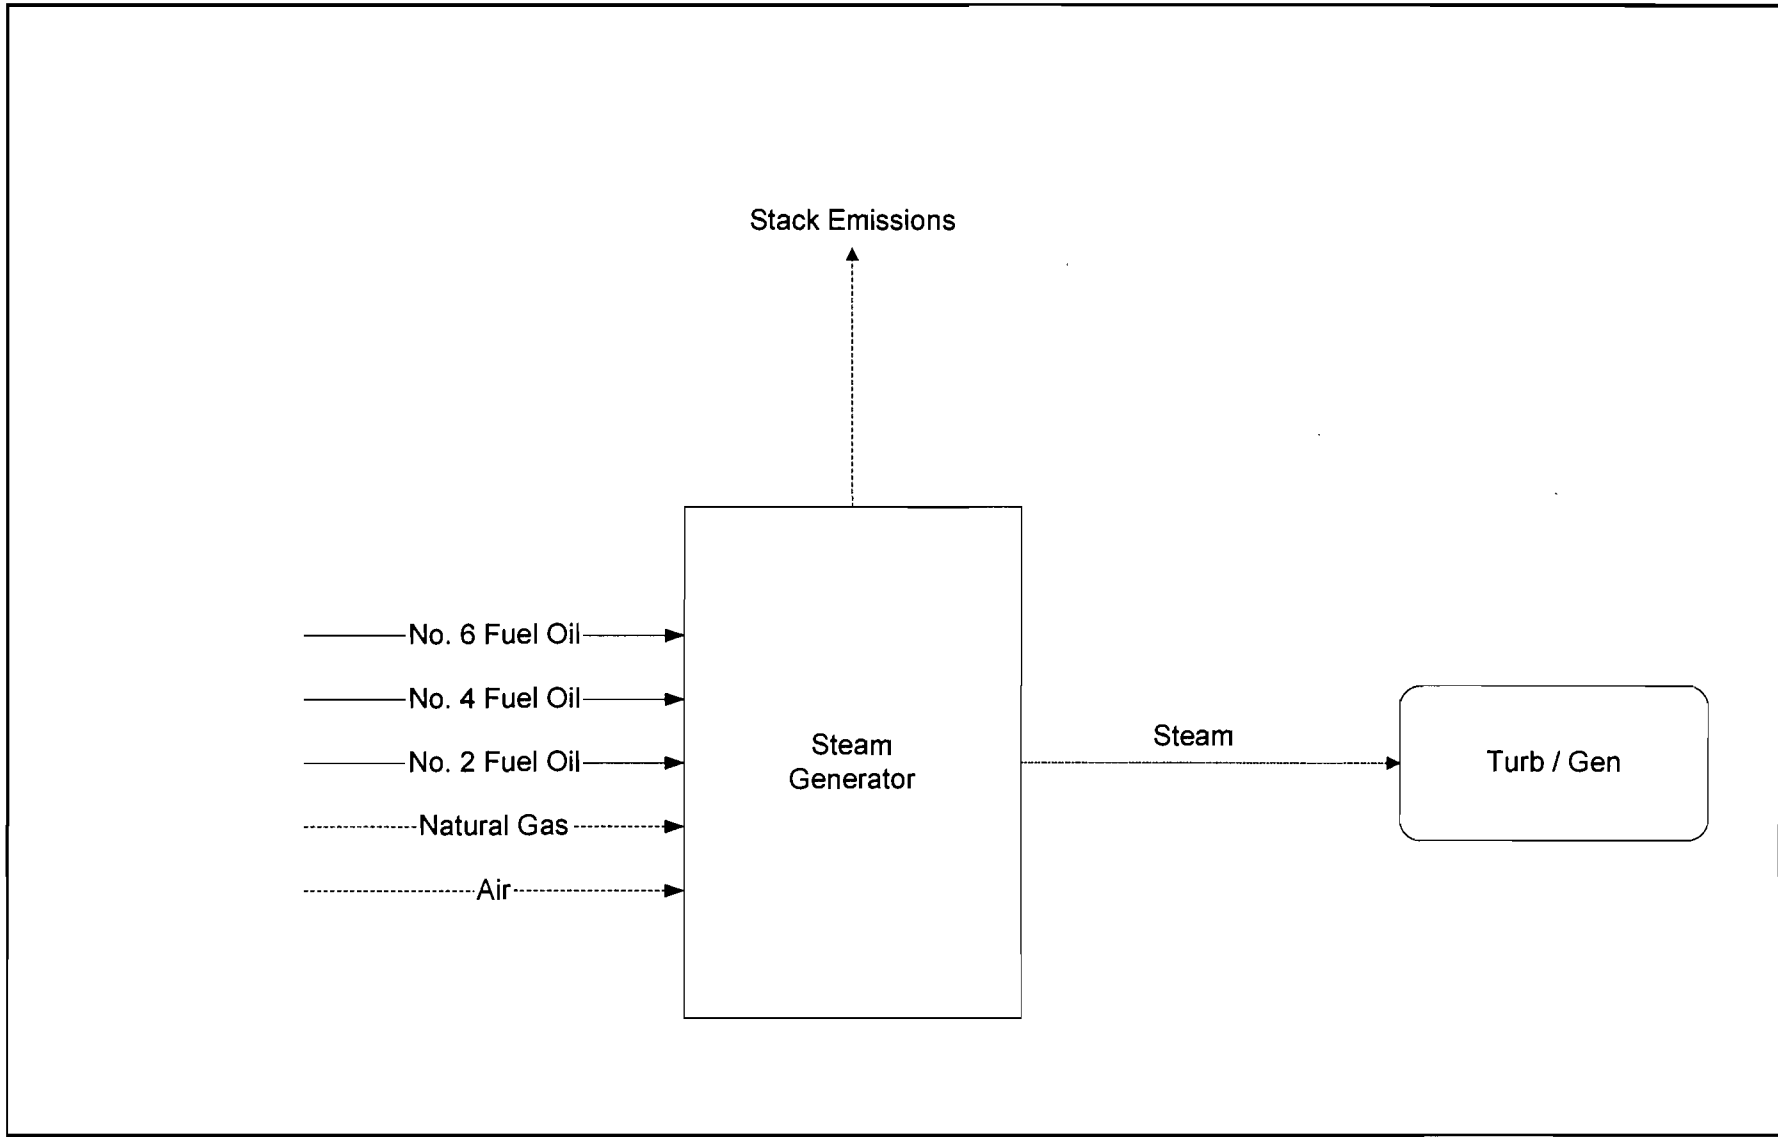 Stack Emissions
No. 6 Fuel Oil
No. 4 Fuel Oil
No. 2 Fuel Oil
Natural Gas
Air
Steam
Generator
Steam
Turb / Gen